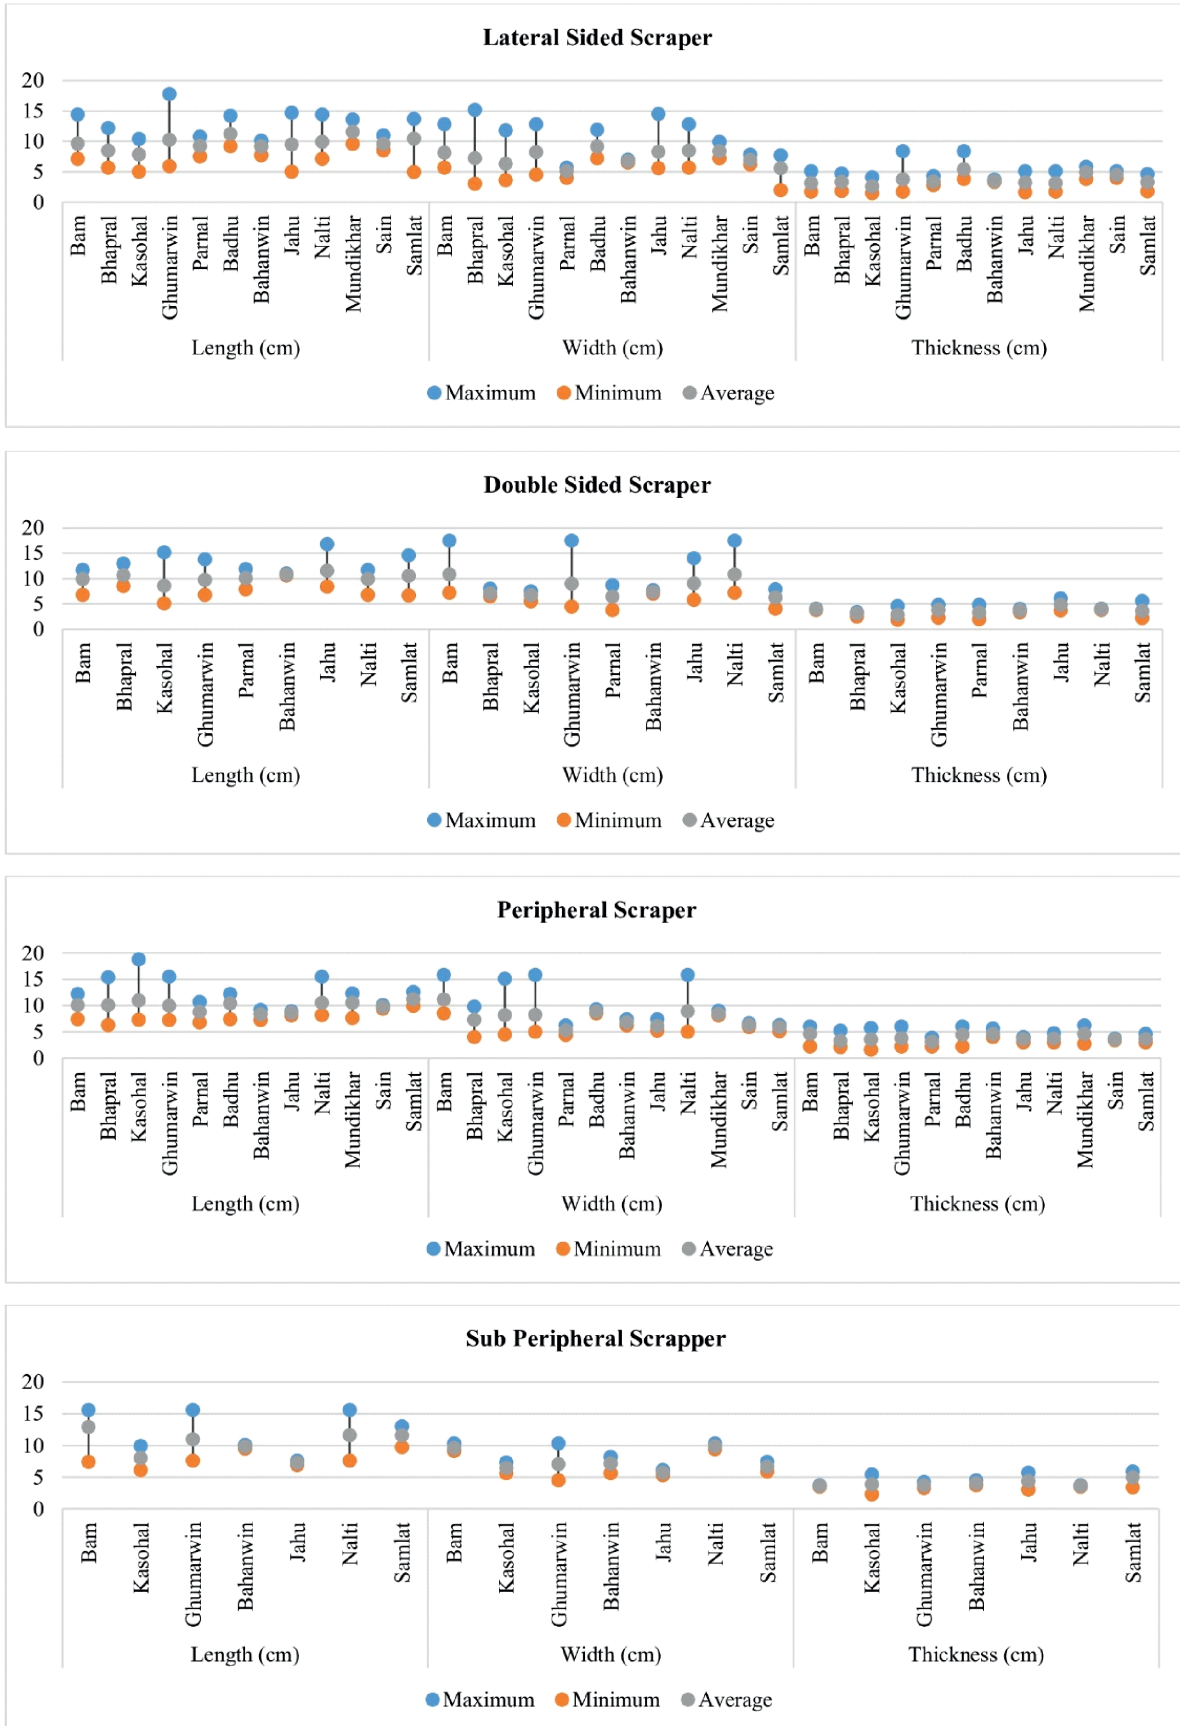 Lateral Sided Scraper
20
15
10
5
0
Bam Bhapral Kasohal Ghumarwin Parnal Badhu Bahanwin Jahu Nalti Mundikhar Sain Samlat Bam Bhapral Kasohal Ghumarwin Parnal Badhu Bahanwin Jahu Nalti Mundikhar Sain Samlat Bam Bhapral Kasohal Ghumarwin Parnal Badhu Bahanwin Jahu Nalti Mundikhar Sain Samlat
Length (cm) Width (cm) Thickness (cm)
Maximum Minimum Average
Double Sided Scraper
20
15
10
5
0
Bam Bhapral Kasohal Ghumarwin Parnal Bahanwin Jahu Nalti Samlat Bam Bhapral Kasohal Ghumarwin Parnal Bahanwin Jahu Nalti Samlat Bam Bhapral Kasohal Ghumarwin Parnal Bahanwin Jahu Nalti Samlat
Length (cm) Width (cm) Thickness (cm)
Maximum Minimum Average
Peripheral Scraper
20
15
10
5
0
Bam Bhapral Kasohal Ghumarwin Parnal Badhu Bahanwin Jahu Nalti Mundikhar Sain Samlat Bam Bhapral Kasohal Ghumarwin Parnal Badhu Bahanwin Jahu Nalti Mundikhar Sain Samlat Bam Bhapral Kasohal Ghumarwin Parnal Badhu Bahanwin Jahu Nalti Mundikhar Sain Samlat
Length (cm) Width (cm) Thickness (cm)
Maximum Minimum Average
Sub Peripheral Scrapper
20
15
10
5
0
Bam Kasohal Ghumarwin Bahanwin Jahu Nalti Samlat Bam Kasohal Ghumarwin Bahanwin Jahu Nalti Samlat Bam Kasohal Ghumarwin Bahanwin Jahu Nalti Samlat
Length (cm) Width (cm) Thickness (cm)
Maximum Minimum Average